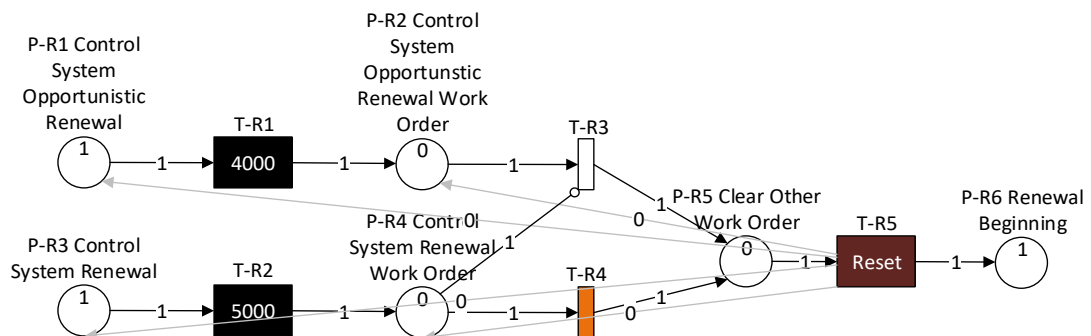 P-R1 Control
System
Opportunistic
Renewal
1
1
T-R1
4000
1
P-R2 Control
System
Opportunstic
Renewal Work
Order
0
1
T-R3
1
P-R3 Control
System Renewal
1
1
T-R2
5000
1
P-R4 Control
System Renewal
Work Order
0
0
0
1
1
T-R4
1
0
0
P-R5 Clear Other
Work Order
0
1
T-R5
Reset
1
P-R6 Renewal
Beginning
1